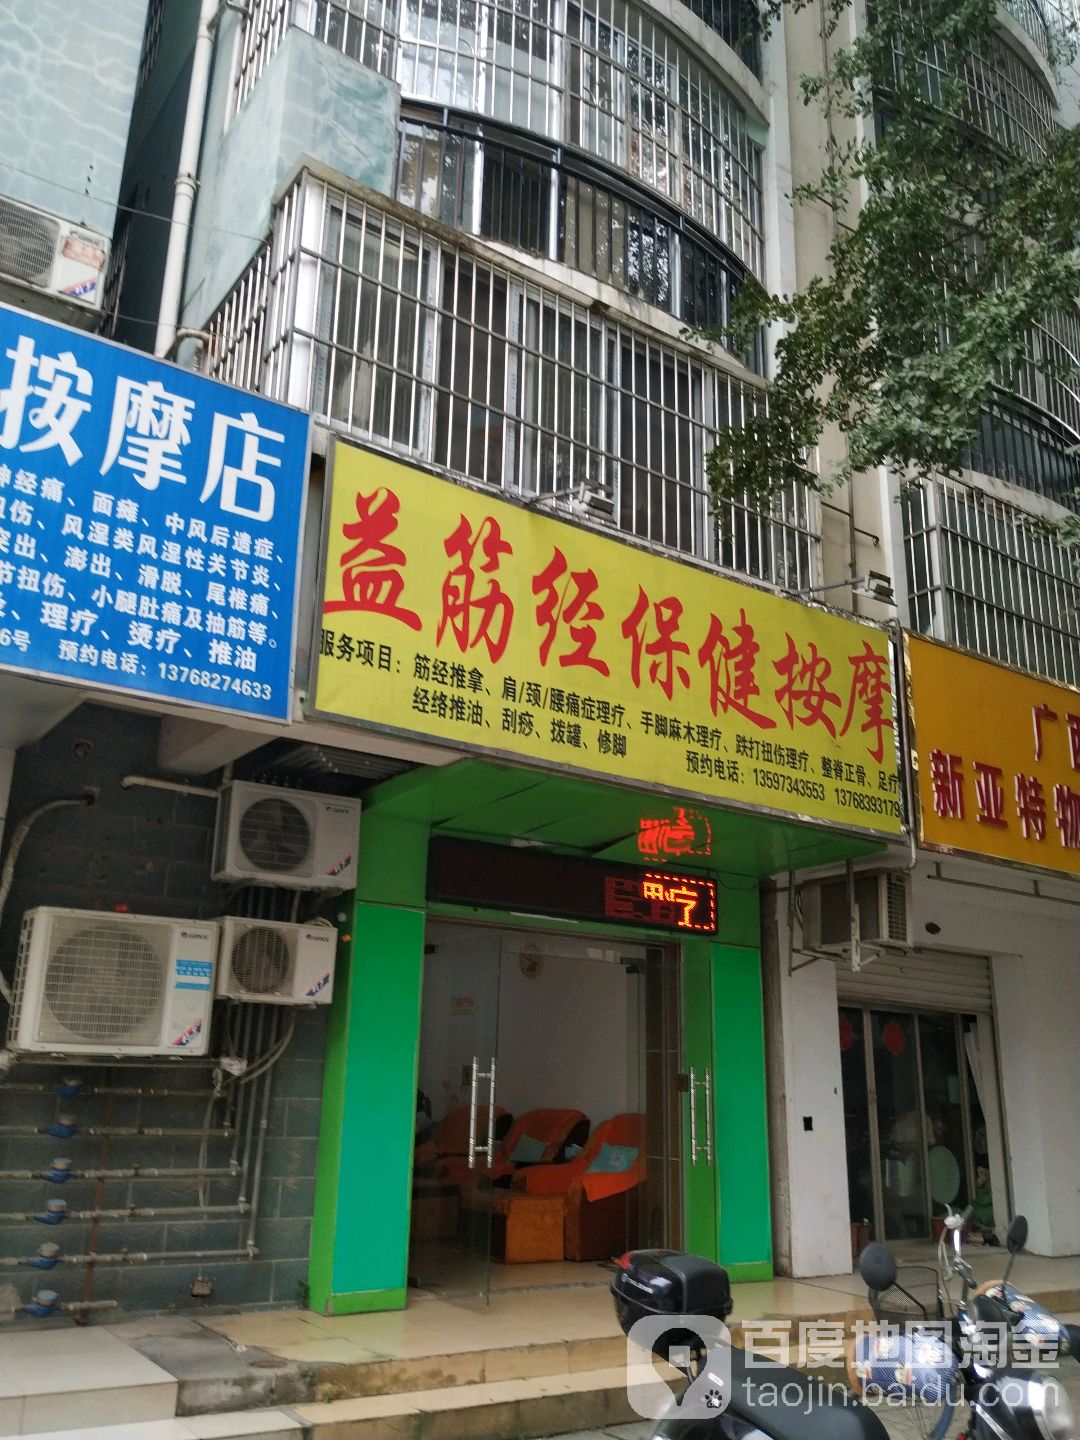 按摩店
神经痛、面瘫、中风后遗症、
扭伤、风湿类风湿性关节炎、
突出、澎出、滑脱、尾椎痛、
节扭伤、小腿肚痛及抽筋等。
理疗、烫疗、推油
6号 预约电话：13768274633
益筋经保健按摩
服务项目：筋经推拿、肩/颈/腰痛症理疗、手脚麻木理疗、跌打扭伤理疗、整脊正骨、足疗
经络推油、刮痧、拨罐、修脚
预约电话：13597343553 13768393179
广西
新亚特物
疗
百度地图淘金
taojin.baidu.com